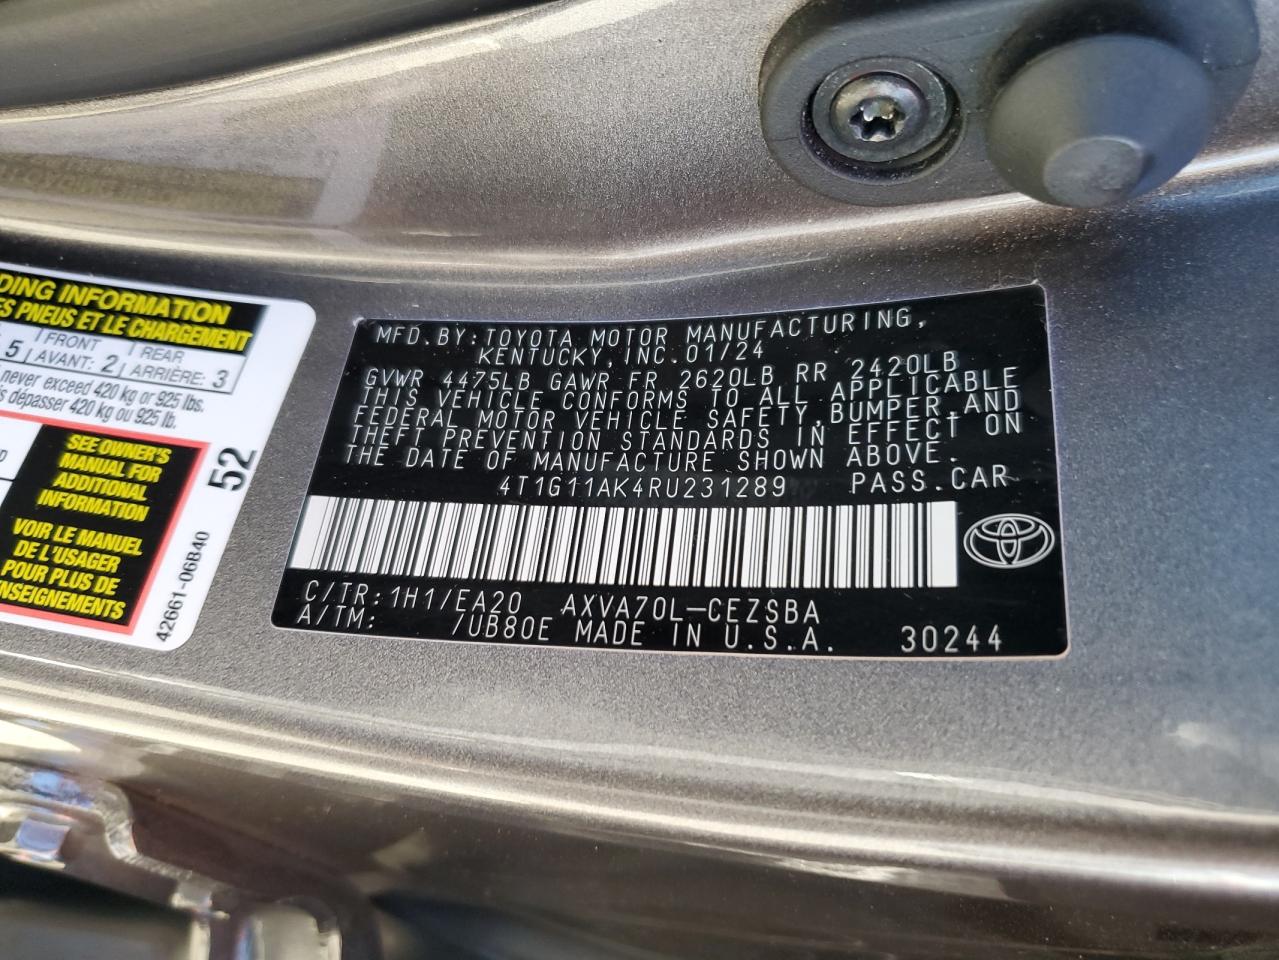 DING INFORMATION
ES PNEUS ET LE CHARGEMENT
5 | FRONT | REAR
AVANT: 2 | ARRIÈRE: 3
never exceed 420 kg or 925 lbs.
dépasser 420 kg ou 925 lb.
SEE OWNER'S
MANUAL FOR
ADDITIONAL
INFORMATION
VOIR LE MANUEL
DE L'USAGER
POUR PLUS DE
NSEIGNEMENTS
52
42661-06B40
MFD.BY:TOYOTA MOTOR MANUFACTURING,
KENTUCKY,INC.01/24
GVWR 4475LB GAWR FR 2620LB RR 2420LB
THIS VEHICLE CONFORMS TO ALL APPLICABLE
FEDERAL MOTOR VEHICLE SAFETY,BUMPER,AND
THEFT PREVENTION STANDARDS IN EFFECT ON
THE DATE OF MANUFACTURE SHOWN ABOVE.
4T1G11AK4RU231289 PASS.CAR
C/TR:1H1/EA20 AXVA70L-CEZSBA
A/TM: /UB80E MADE IN U.S.A. 30244